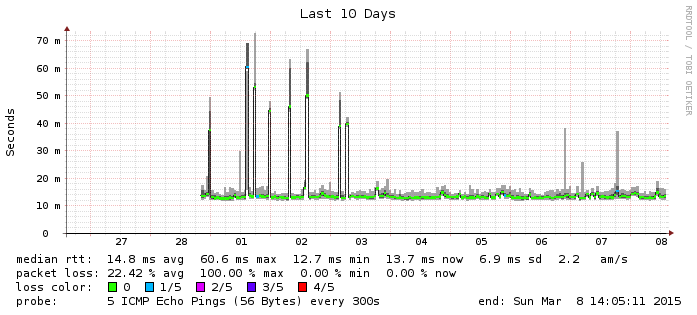 Last 10 Days
RRDTOOL / TOBI OETIKER
Seconds
70 m
60 m
50 m
40 m
30 m
20 m
10 m
0
27 28 01 02 03 04 05 06 07 08
median rtt: 14.8 ms avg 60.6 ms max 12.7 ms min 13.7 ms now 6.9 ms sd 2.2 am/s
packet loss: 22.42 % avg 100.00 % max 0.00 % min 0.00 % now
loss color: 0 1/5 2/5 3/5 4/5
probe: 5 ICMP Echo Pings (56 Bytes) every 300s end: Sun Mar 8 14:05:11 2015